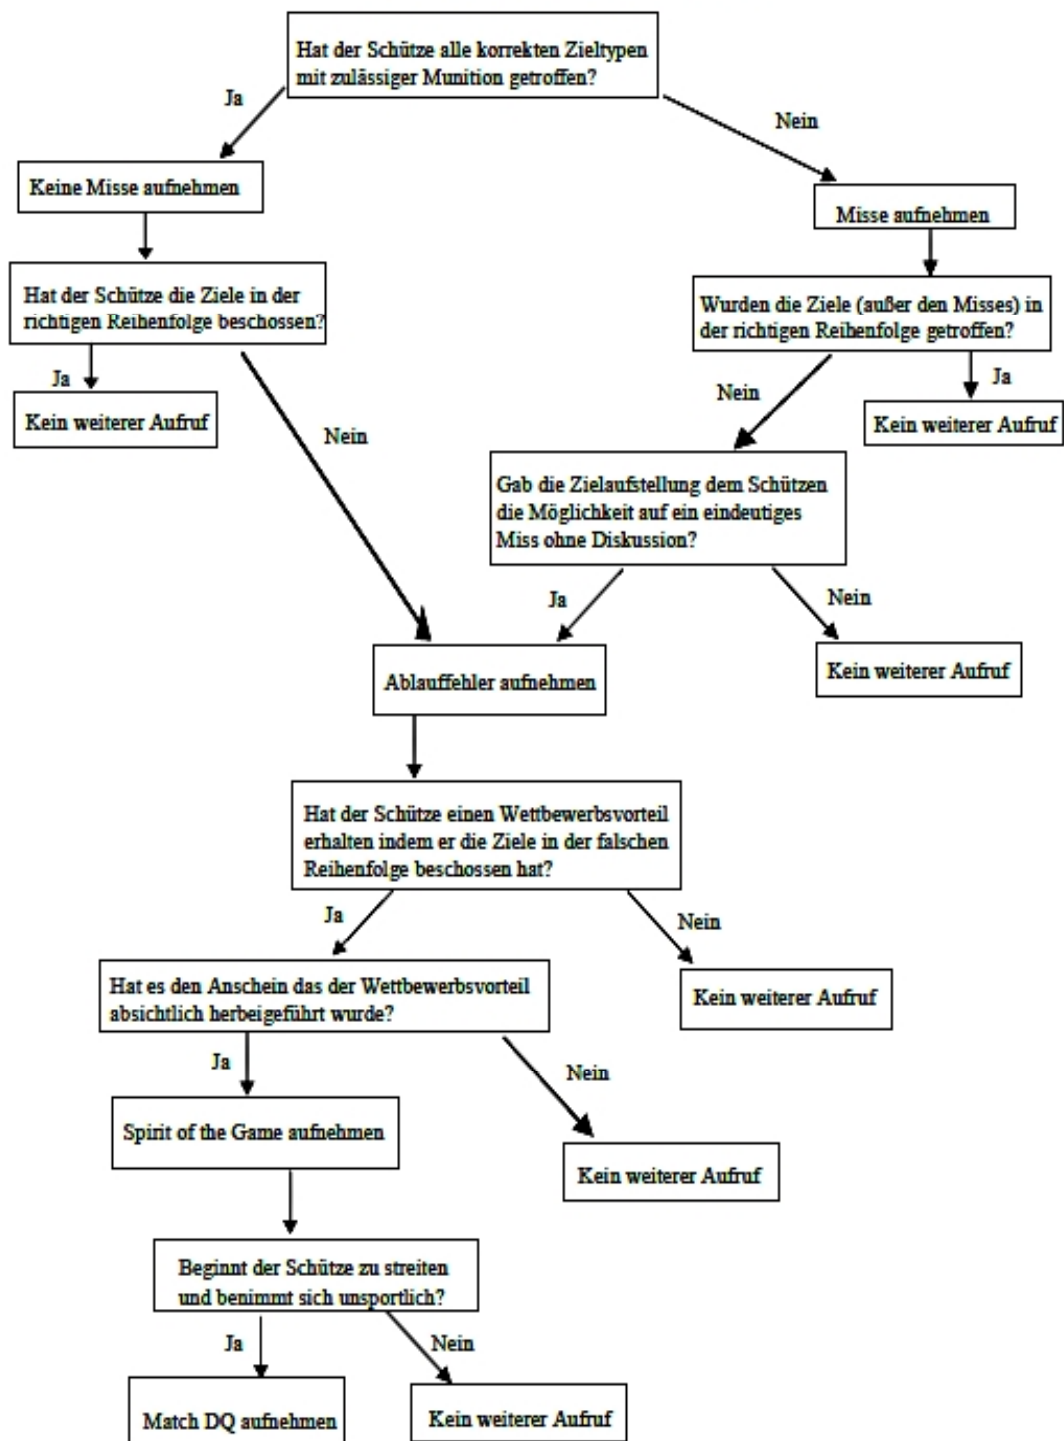 Hat der Schütze alle korrekten Zieltypen
mit zulässiger Munition getroffen?
Ja
Nein
Keine Misse aufnehmen
Misse aufnehmen
Hat der Schütze die Ziele in der
richtigen Reihenfolge beschossen?
Wurden die Ziele (außer den Misses) in
der richtigen Reihenfolge getroffen?
Ja
Nein
Ja
Kein weiterer Aufruf
Kein weiterer Aufruf
Nein
Gab die Zielaufstellung dem Schützen
die Möglichkeit auf ein eindeutiges
Miss ohne Diskussion?
Ja
Nein
Ablauffehler aufnehmen
Kein weiterer Aufruf
Hat der Schütze einen Wettbewerbsvorteil
erhalten indem er die Ziele in der falschen
Reihenfolge beschossen hat?
Ja
Nein
Hat es den Anschein das der Wettbewerbsvorteil
absichtlich herbeigeführt wurde?
Kein weiterer Aufruf
Ja
Nein
Spirit of the Game aufnehmen
Kein weiterer Aufruf
Beginnt der Schütze zu streiten
und benimmt sich unsportlich?
Ja
Nein
Match DQ aufnehmen
Kein weiterer Aufruf